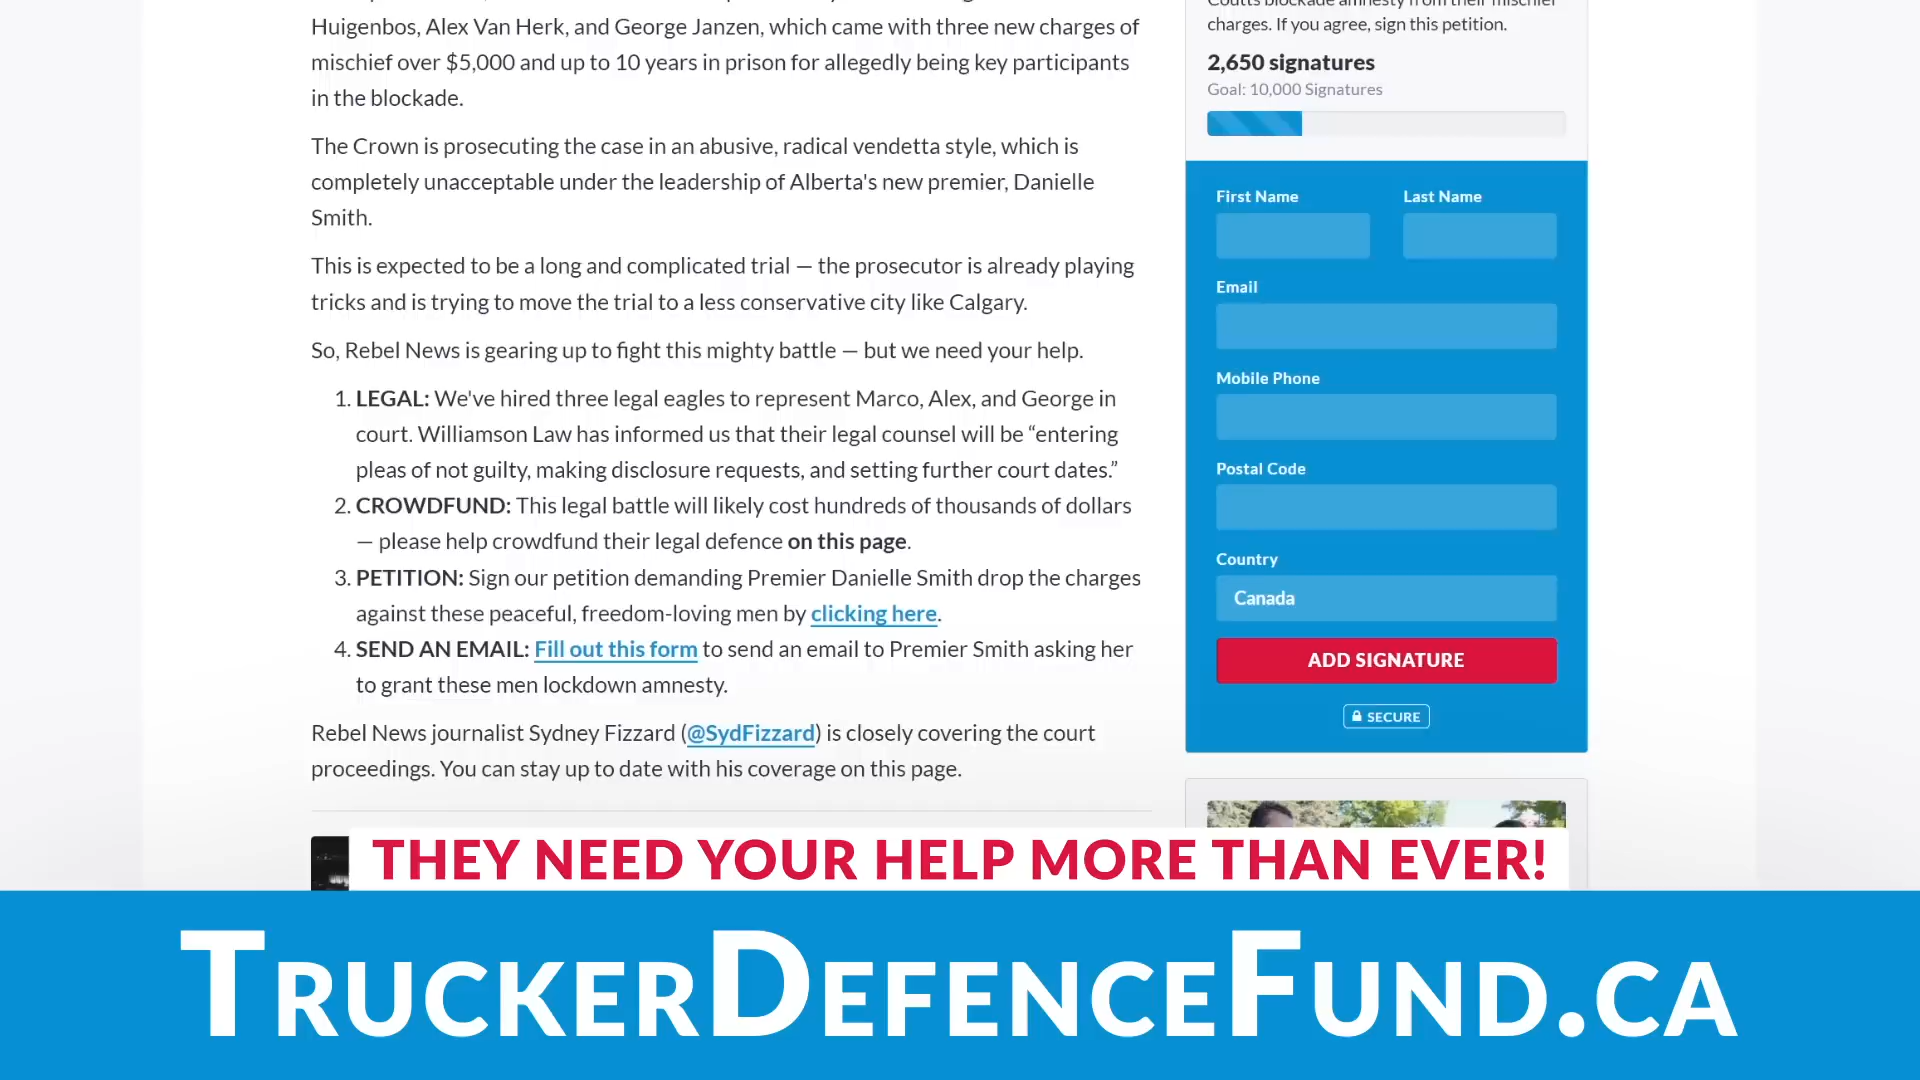 Huigenbos, Alex Van Herk, and George Janzen, which came with three new charges of
mischief over $5,000 and up to 10 years in prison for allegedly being key participants
in the blockade.
The Crown is prosecuting the case in an abusive, radical vendetta style, which is
completely unacceptable under the leadership of Alberta's new premier, Danielle
Smith.
This is expected to be a long and complicated trial — the prosecutor is already playing
tricks and is trying to move the trial to a less conservative city like Calgary.
So, Rebel News is gearing up to fight this mighty battle — but we need your help.
1. LEGAL: We've hired three legal eagles to represent Marco, Alex, and George in
court. Williamson Law has informed us that their legal counsel will be “entering
pleas of not guilty, making disclosure requests, and setting further court dates.”
2. CROWDFUND: This legal battle will likely cost hundreds of thousands of dollars
— please help crowdfund their legal defence on this page.
3. PETITION: Sign our petition demanding Premier Danielle Smith drop the charges
against these peaceful, freedom-loving men by clicking here.
4. SEND AN EMAIL: Fill out this form to send an email to Premier Smith asking her
to grant these men lockdown amnesty.
Rebel News journalist Sydney Fizzard (@SydFizzard) is closely covering the court
proceedings. You can stay up to date with his coverage on this page.
Coutts blockade amnesty from their mischief
charges. If you agree, sign this petition.
2,650 signatures
Goal: 10,000 Signatures
First Name
Last Name
Email
Mobile Phone
Postal Code
Country
Canada
ADD SIGNATURE
SECURE
THEY NEED YOUR HELP MORE THAN EVER!
TRUCKERDEFENCEFUND.CA